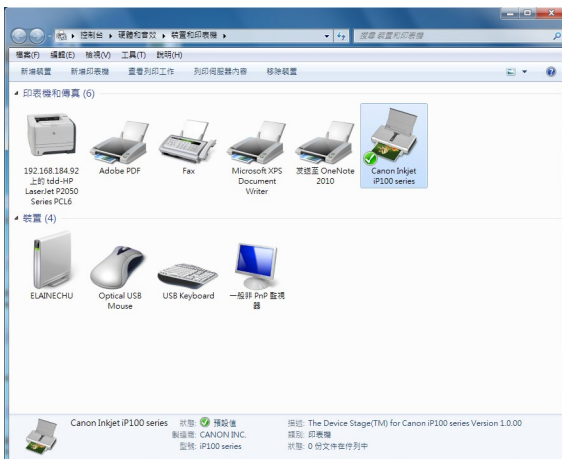 控制台 ▸ 硬體和音效 ▸ 裝置和印表機 ▸
搜尋 裝置和印表機
檔案(F) 編輯(E) 檢視(V) 工具(T) 說明(H)
新增裝置 新增印表機 查看列印工作 列印伺服器內容 移除裝置
印表機和傳真 (6)
192.168.184.92
上的 tdd-HP
LaserJet P2050
Series PCL6
Adobe PDF
Fax
Microsoft XPS
Document
Writer
发送至 OneNote
2010
Canon Inkjet
iP100 series
裝置 (4)
ELAINECHU
Optical USB
Mouse
USB Keyboard
一般非 PnP 監視
器
Canon Inkjet iP100 series 狀態: 預設值 描述: The Device Stage(TM) for Canon iP100 series Version 1.0.00
製造商: CANON INC. 類別: 印表機
型號: iP100 series 狀態: 0 份文件在佇列中